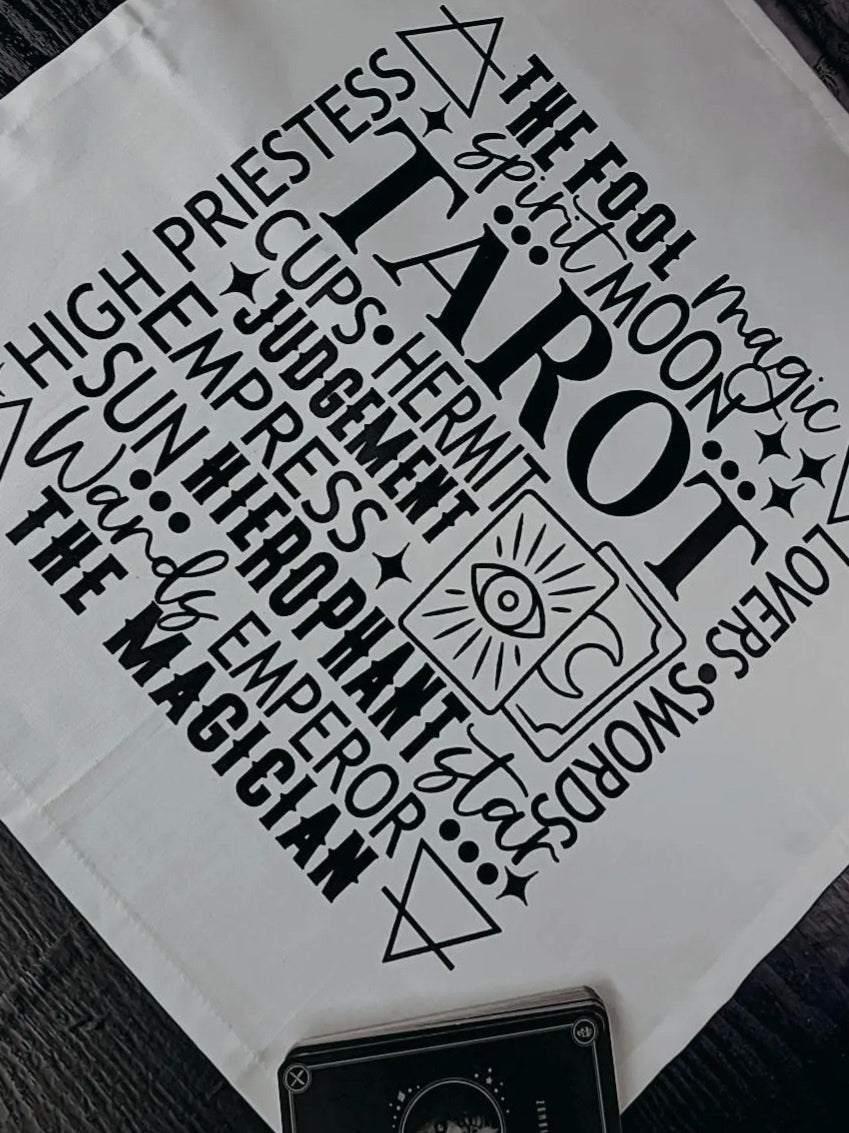 THE FOOL magic
spirit MOON
TAROT
HIGH PRIESTESS
CUPS•HERMIT
JUDGEMENT
EMPRESS
SUN HIEROPHANT star
Wands EMPEROR
THE MAGICIAN
LOVERS•SWORDS